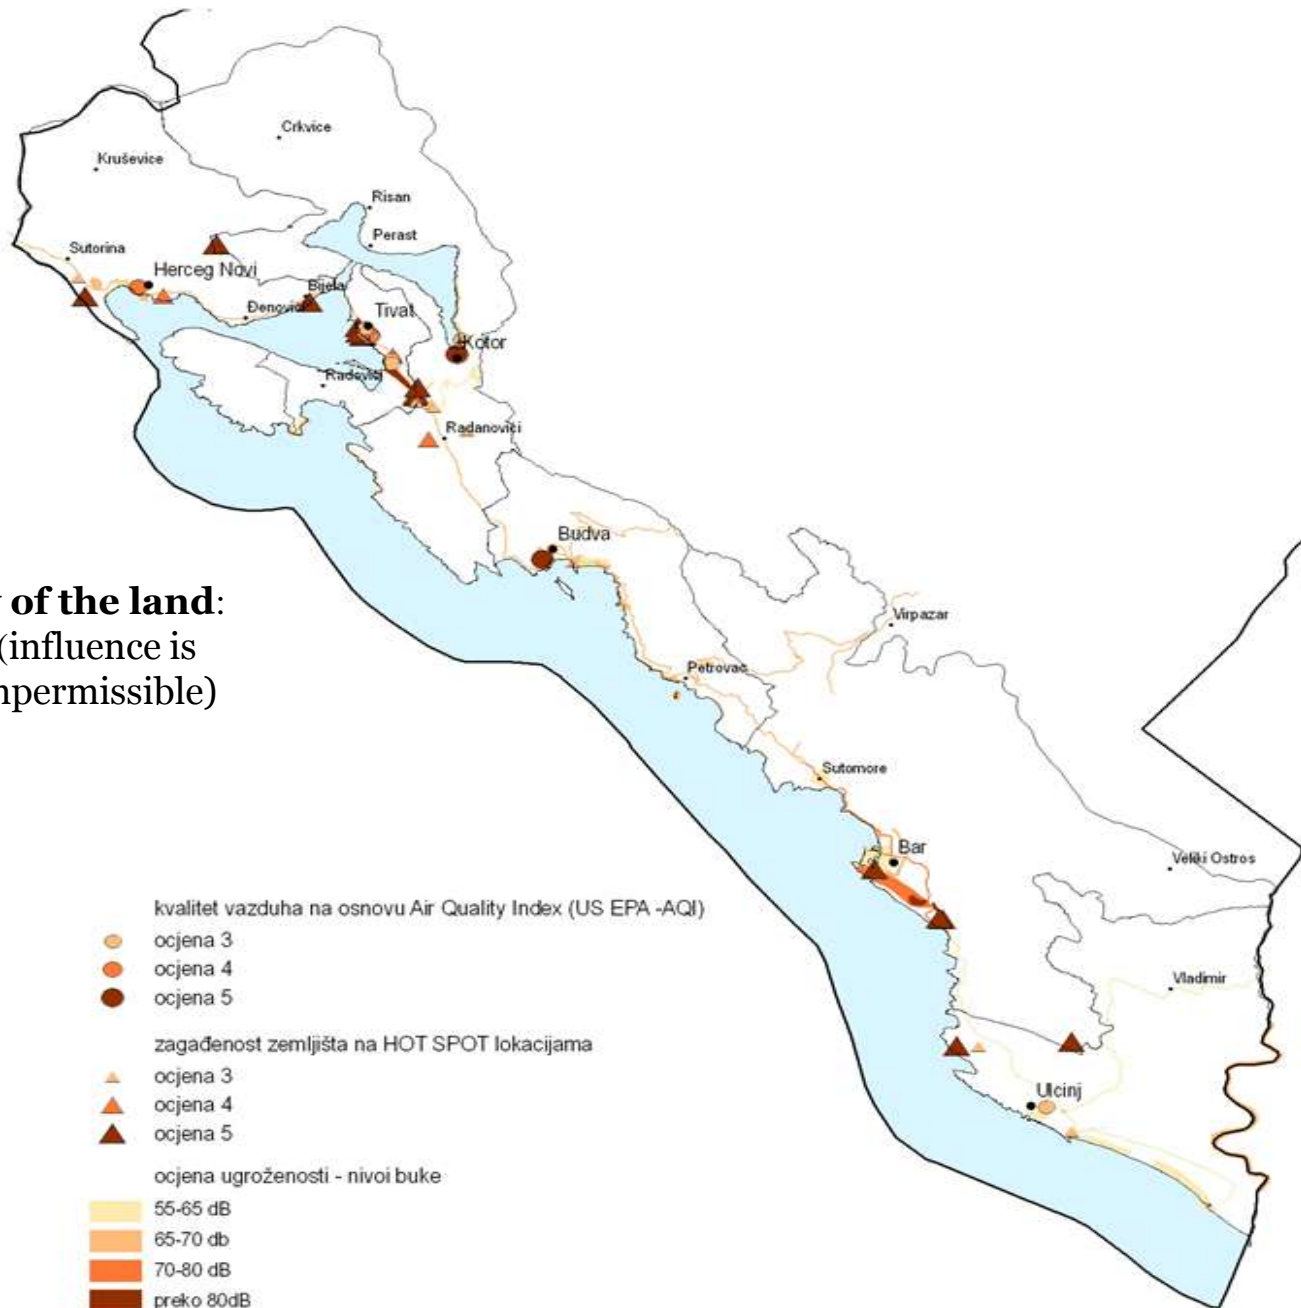 Crkvice
Kruševice
Risan
Perast
Sutorina
Herceg Novi
Bijela
Đenovići
Tivat
Kotor
Radovići
Radanovići
Budva
of the land:
(influence is
Virpazar
Petrovac
Sutomore
Bar
Veliki Ostros
Vladimir
Ulcinj
kvalitet vazduha na osnovu Air Quality Index (US EPA -AQI)
ocjena 3
ocjena 4
ocjena 5
zagađenost zemljišta na HOT SPOT lokacijama
ocjena 3
ocjena 4
ocjena 5
ocjena ugroženosti - nivoi buke
55-65 dB
65-70 db
70-80 dB
preko 80dB